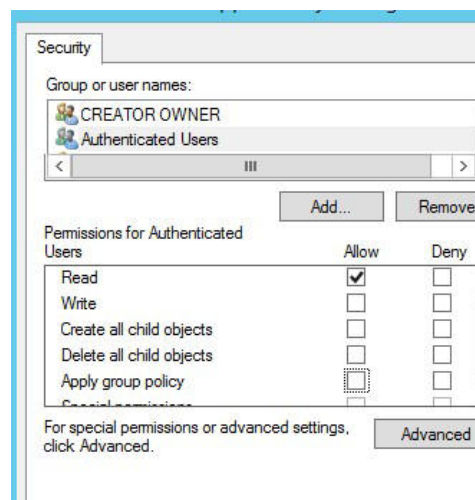 Security
Group or user names:
CREATOR OWNER
Authenticated Users
Add...
Remove
Permissions for Authenticated
Users
Allow
Deny
Read
Write
Create all child objects
Delete all child objects
Apply group policy
For special permissions or advanced settings,
click Advanced.
Advanced